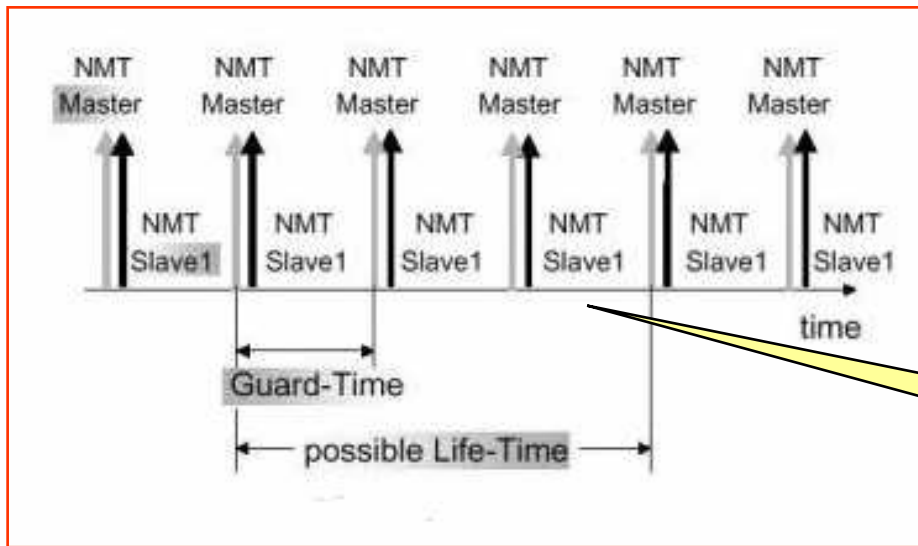 NMT NMT NMT NMT NMT NMT
Master Master Master Master Master Master
NMT NMT NMT NMT NMT NMT
Slave1 Slave1 Slave1 Slave1 Slave1 Slave1
time
Guard-Time
possible Life-Time